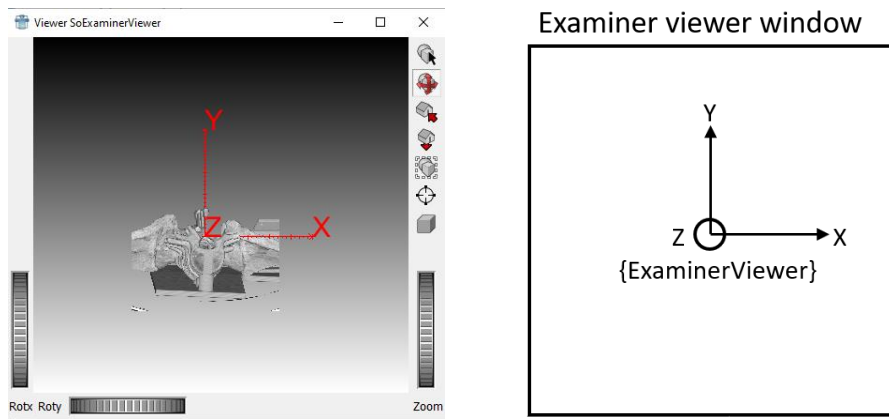 Viewer SoExaminerViewer
Y
Z
X
Rotx Roty
Zoom
Examiner viewer window
Y
Z
X
{ExaminerViewer}